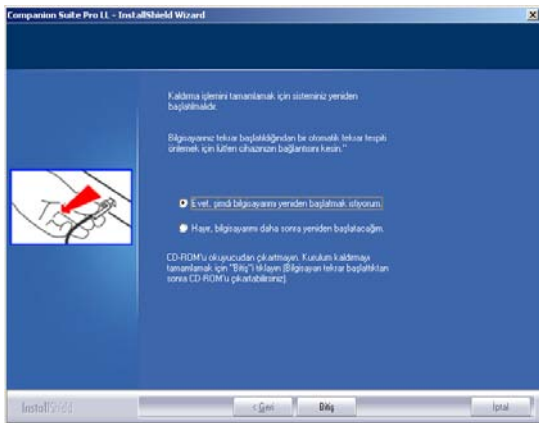 Companion Suite Pro LL - InstallShield Wizard
Kaldırma işlemini tamamlamak için sisteminiz yeniden
başlatılmalıdır.
Bilgisayarınız tekrar başlatıldığından bir otomatik tekrar tespiti
önlemek için lütfen cihazınızın bağlantısını kesin."
Evet, şimdi bilgisayarımı yeniden başlatmak istiyorum.
Hayır, bilgisayarımı daha sonra yeniden başlatacağım.
CD-ROM'u okuyucudan çıkartmayın. Kurulum kaldırmayı
tamamlamak için "Bitiş"i tıklayın (Bilgisayarı tekrar başlattıktan
sonra CD-ROM'u çıkartabilirsiniz).
InstallShield
< Geri
Bitiş
İptal